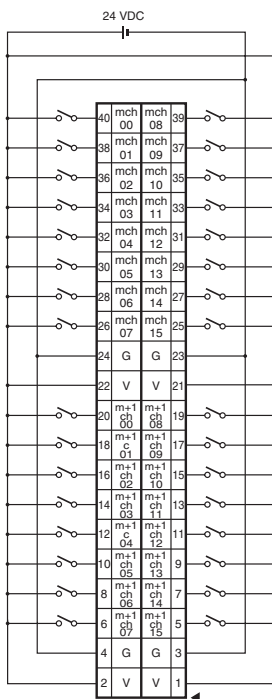 24 VDC
40 mch 00 mch 08 39
38 mch 01 mch 09 37
36 mch 02 mch 10 35
34 mch 03 mch 11 33
32 mch 04 mch 12 31
30 mch 05 mch 13 29
28 mch 06 mch 14 27
26 mch 07 mch 15 25
24 G G 23
22 V V 21
20 m+1 ch 00 m+1 ch 08 19
18 m+1 c 01 m+1 ch 09 17
16 m+1 ch 02 m+1 ch 10 15
14 m+1 ch 03 m+1 ch 11 13
12 m+1 c 04 m+1 ch 12 11
10 m+1 ch 05 m+1 ch 13 9
8 m+1 ch 06 m+1 ch 14 7
6 m+1 ch 07 m+1 ch 15 5
4 G G 3
2 V V 1